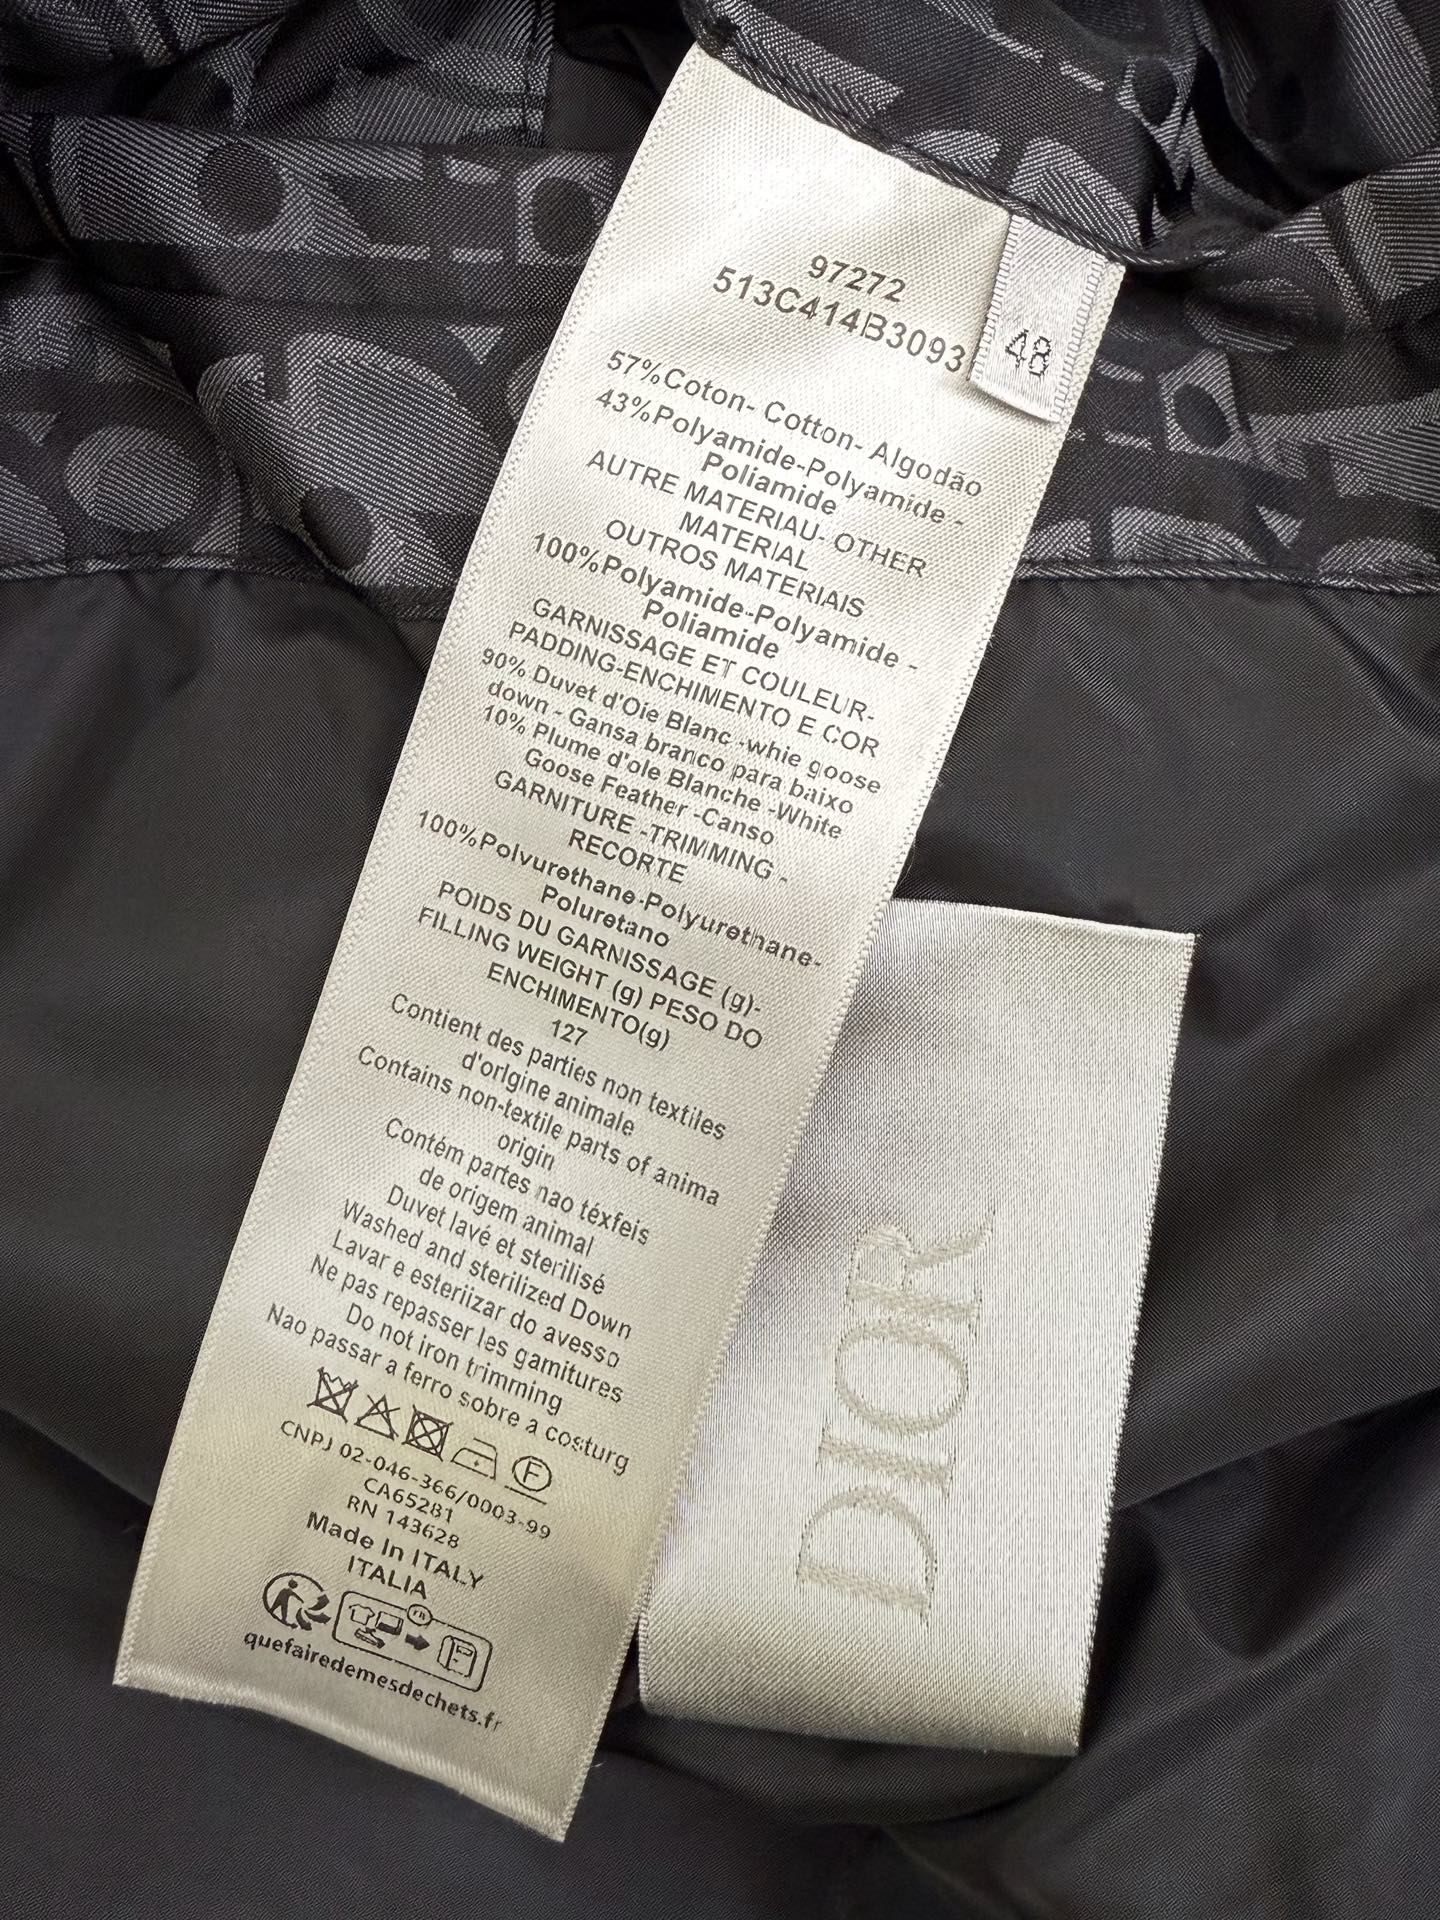 97272
513C414B3093
48
57%Coton- Cotton- Algodão
43%Polyamide-Polyamide -
Poliamide
AUTRE MATERIAU- OTHER
MATERIAL
OUTROS MATERIAIS
100%Polyamide-Polyamide -
Poliamide
GARNISSAGE ET COULEUR-
PADDING-ENCHIMENTO E COR
90% Duvet d'Oie Blanc -whie goose
down - Gansa branco para baixo
10% Plume d'ole Blanche -White
Goose Feather -Canso
GARNITURE -TRIMMING -
RECORTE
100%Polvurethane-Polyurethane-
Poluretano
POIDS DU GARNISSAGE (g)-
FILLING WEIGHT (g) PESO DO
ENCHIMENTO(g)
127
Contient des parties non textiles
d'orlgine animale
Contains non-textile parts of anima
origin
Contém partes nao téxfeis
de origem animal
Duvet lavé et sterilisé
Washed and sterilized Down
Lavar e esteriizar do avesso
Ne pas repasser les gamitures
Do not iron trimming
Nao passar a ferro sobre a costurg
F
CNPJ 02-046-366/0003-99
CA65281
RN 143628
Made In ITALY
ITALIA
FR
quefairedemesdechets.fr
DIOR